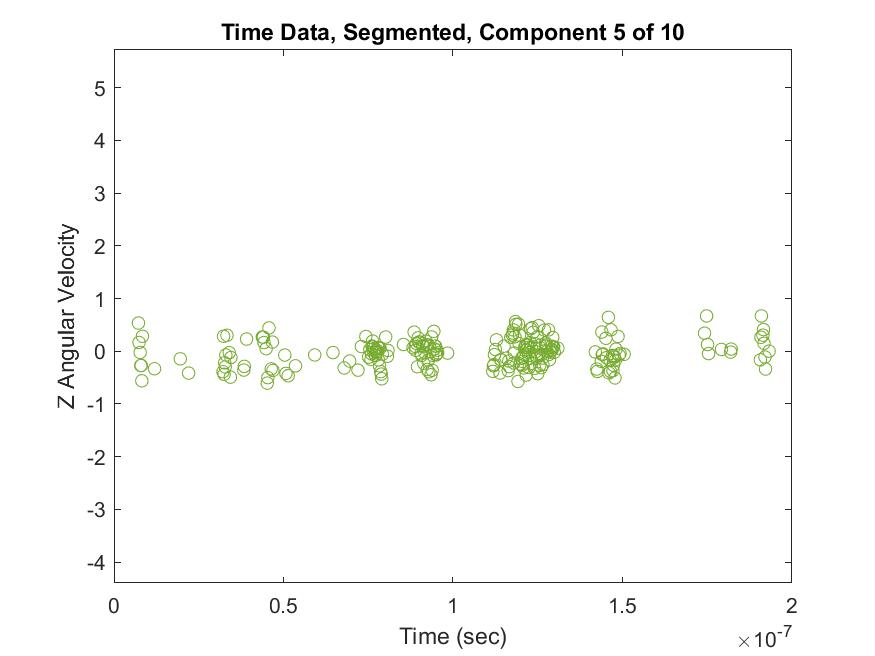 Time Data, Segmented, Component 5 of 10
5
4
3
2
1
0
-1
-2
-3
-4
Z Angular Velocity
0 0.5 1 1.5 2
Time (sec)
×10-7